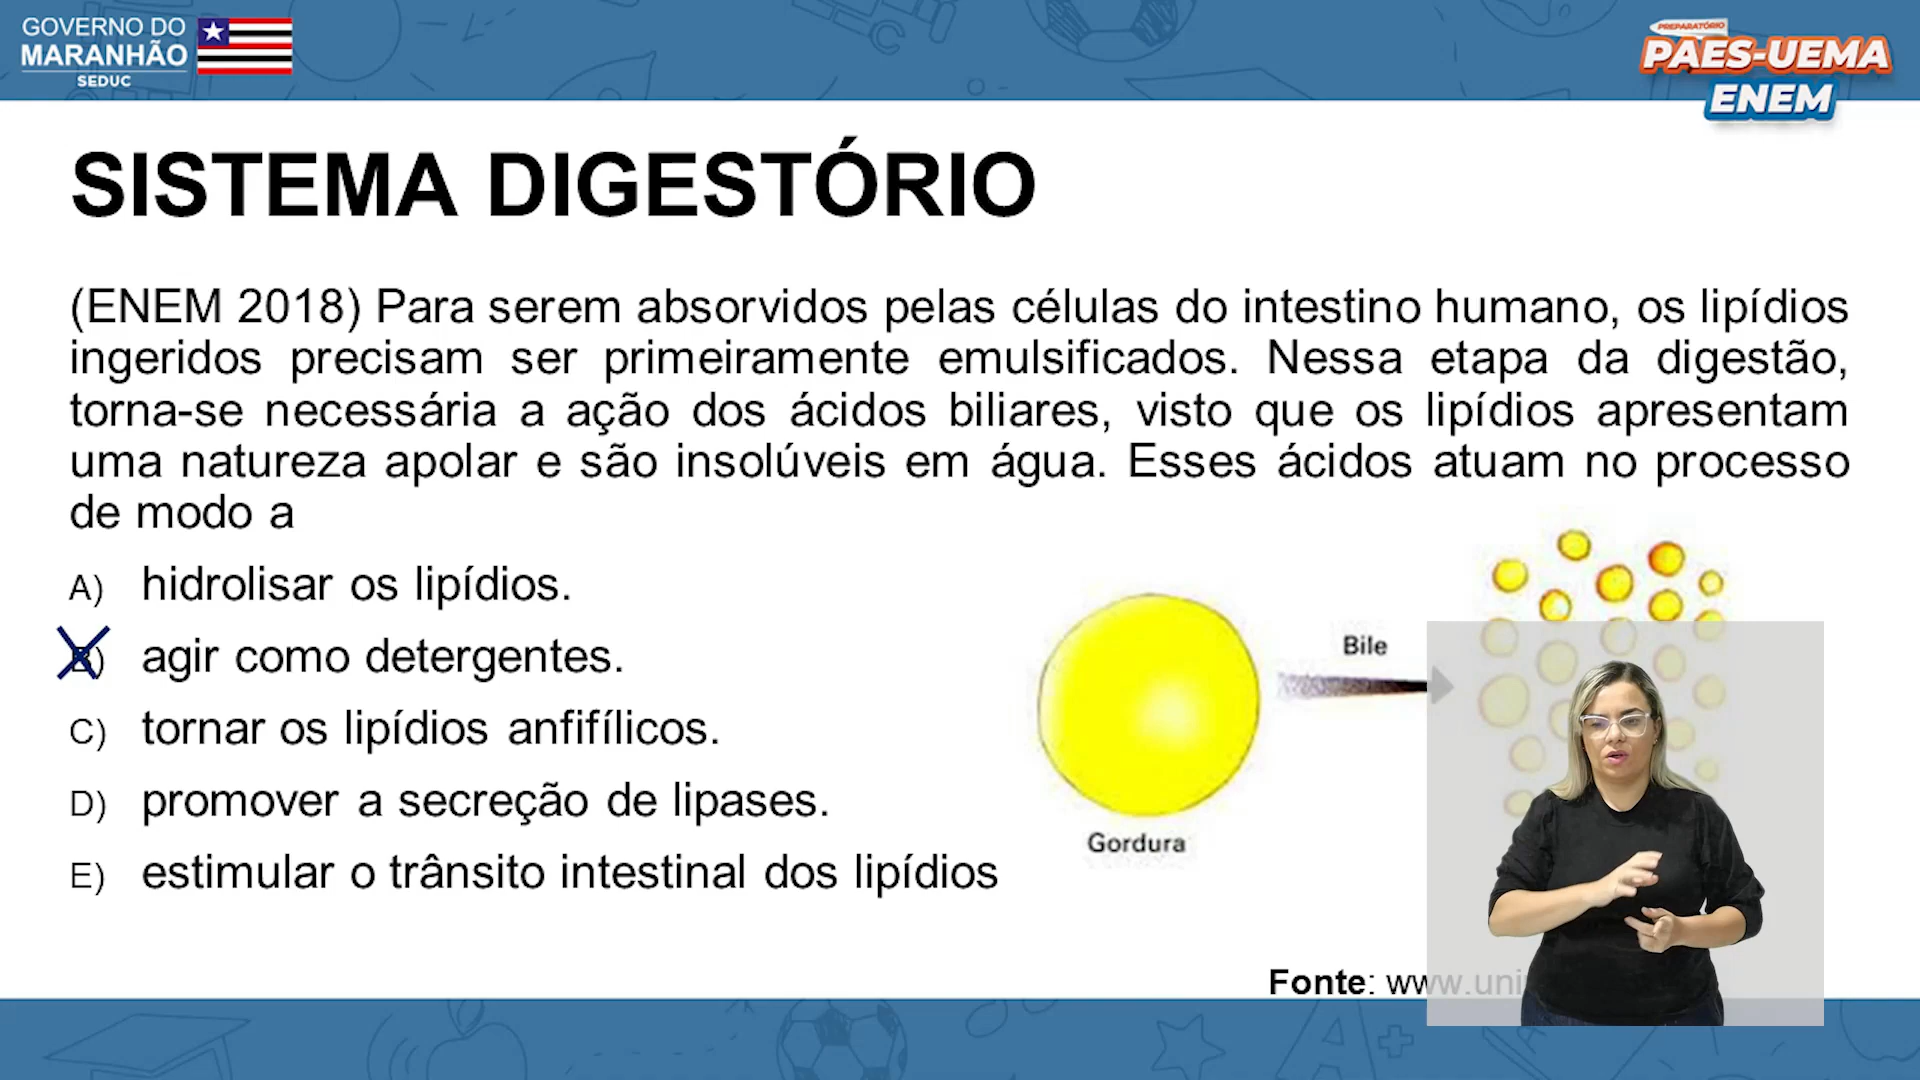 GOVERNO DO
MARANHÃO
SEDUC
PREPARATÓRIO
PAES-UEMA
ENEM
SISTEMA DIGESTÓRIO
(ENEM 2018) Para serem absorvidos pelas células do intestino humano, os lipídios
ingeridos precisam ser primeiramente emulsificados. Nessa etapa da digestão,
torna-se necessária a ação dos ácidos biliares, visto que os lipídios apresentam
uma natureza apolar e são insolúveis em água. Esses ácidos atuam no processo
de modo a
A) hidrolisar os lipídios.
B) agir como detergentes.
C) tornar os lipídios anfifílicos.
D) promover a secreção de lipases.
E) estimular o trânsito intestinal dos lipídios
Bile
Gordura
Fonte: